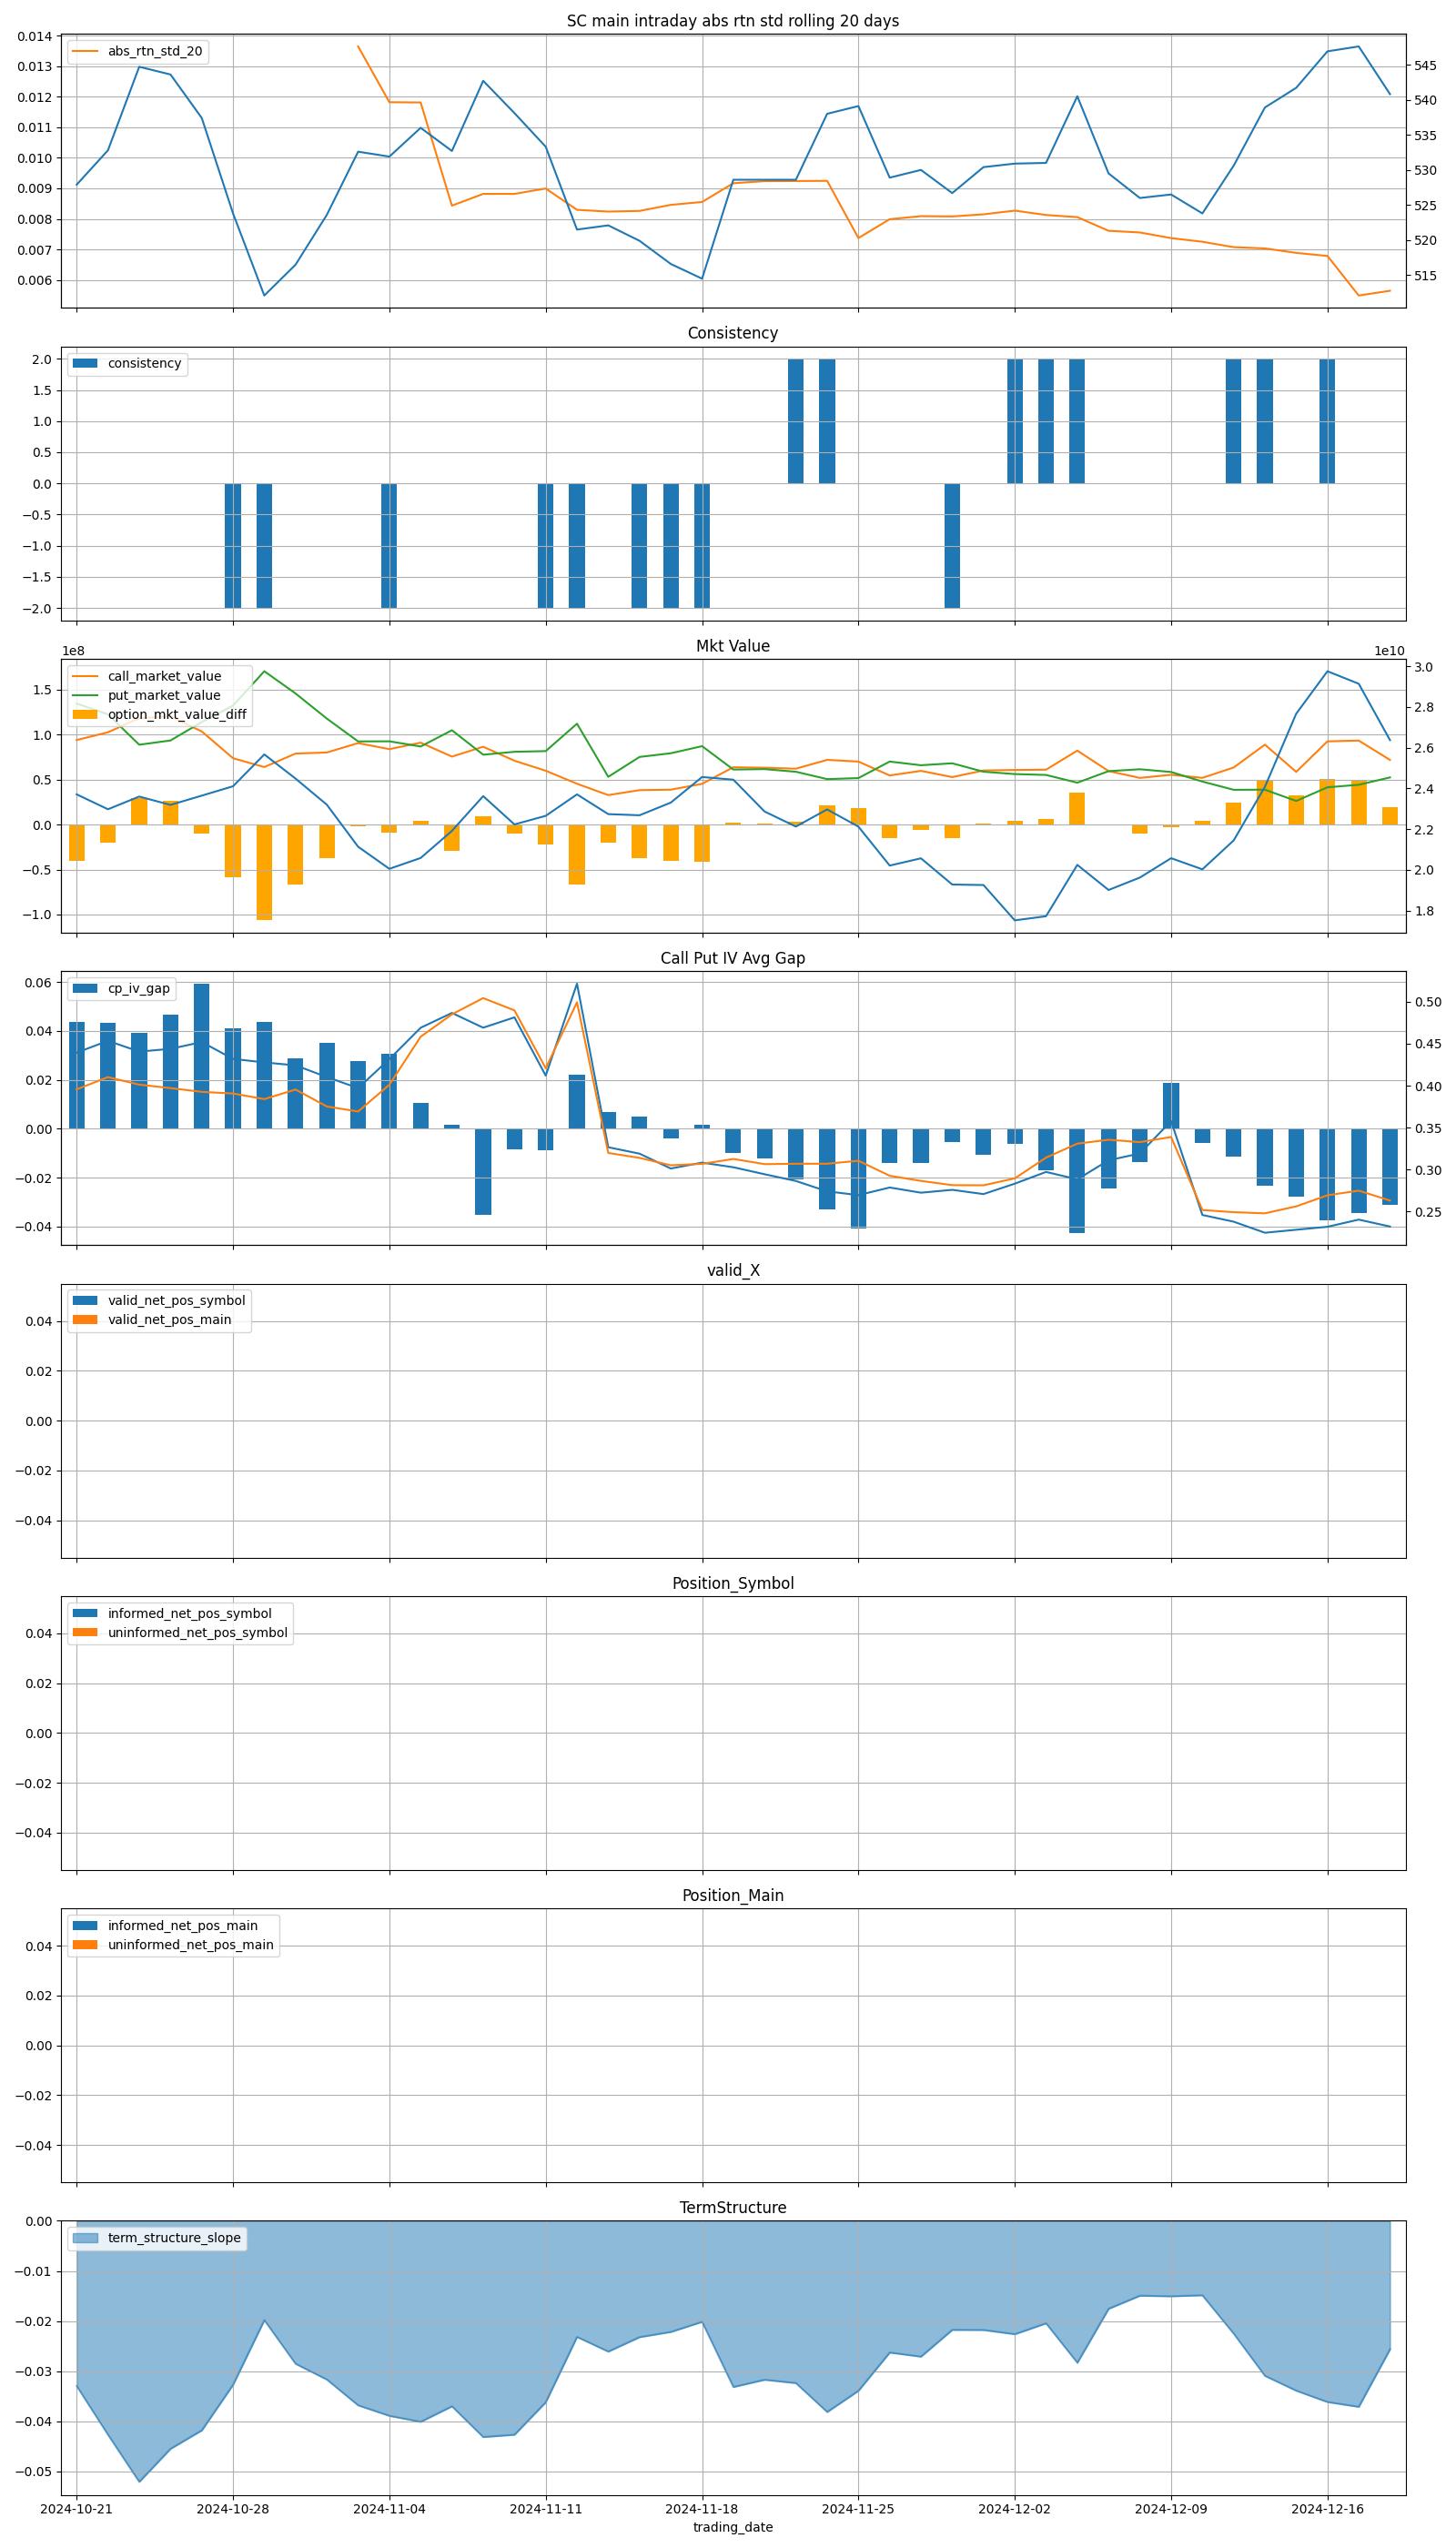 SC main intraday abs rtn std rolling 20 days
abs_rtn_std_20
0.014
0.013
0.012
0.011
0.010
0.009
0.008
0.007
0.006
545
540
535
530
525
520
515
Consistency
consistency
2.0
1.5
1.0
0.5
0.0
−0.5
−1.0
−1.5
−2.0
Mkt Value
1e8
1e10
call_market_value
put_market_value
option_mkt_value_diff
1.5
1.0
0.5
0.0
−0.5
−1.0
3.0
2.8
2.6
2.4
2.2
2.0
1.8
Call Put IV Avg Gap
cp_iv_gap
0.06
0.04
0.02
0.00
−0.02
−0.04
0.50
0.45
0.40
0.35
0.30
0.25
valid_X
valid_net_pos_symbol
valid_net_pos_main
0.04
0.02
0.00
−0.02
−0.04
Position_Symbol
informed_net_pos_symbol
uninformed_net_pos_symbol
0.04
0.02
0.00
−0.02
−0.04
Position_Main
informed_net_pos_main
uninformed_net_pos_main
0.04
0.02
0.00
−0.02
−0.04
TermStructure
term_structure_slope
0.00
−0.01
−0.02
−0.03
−0.04
−0.05
2024-10-21 2024-10-28 2024-11-04 2024-11-11 2024-11-18 2024-11-25 2024-12-02 2024-12-09 2024-12-16
trading_date